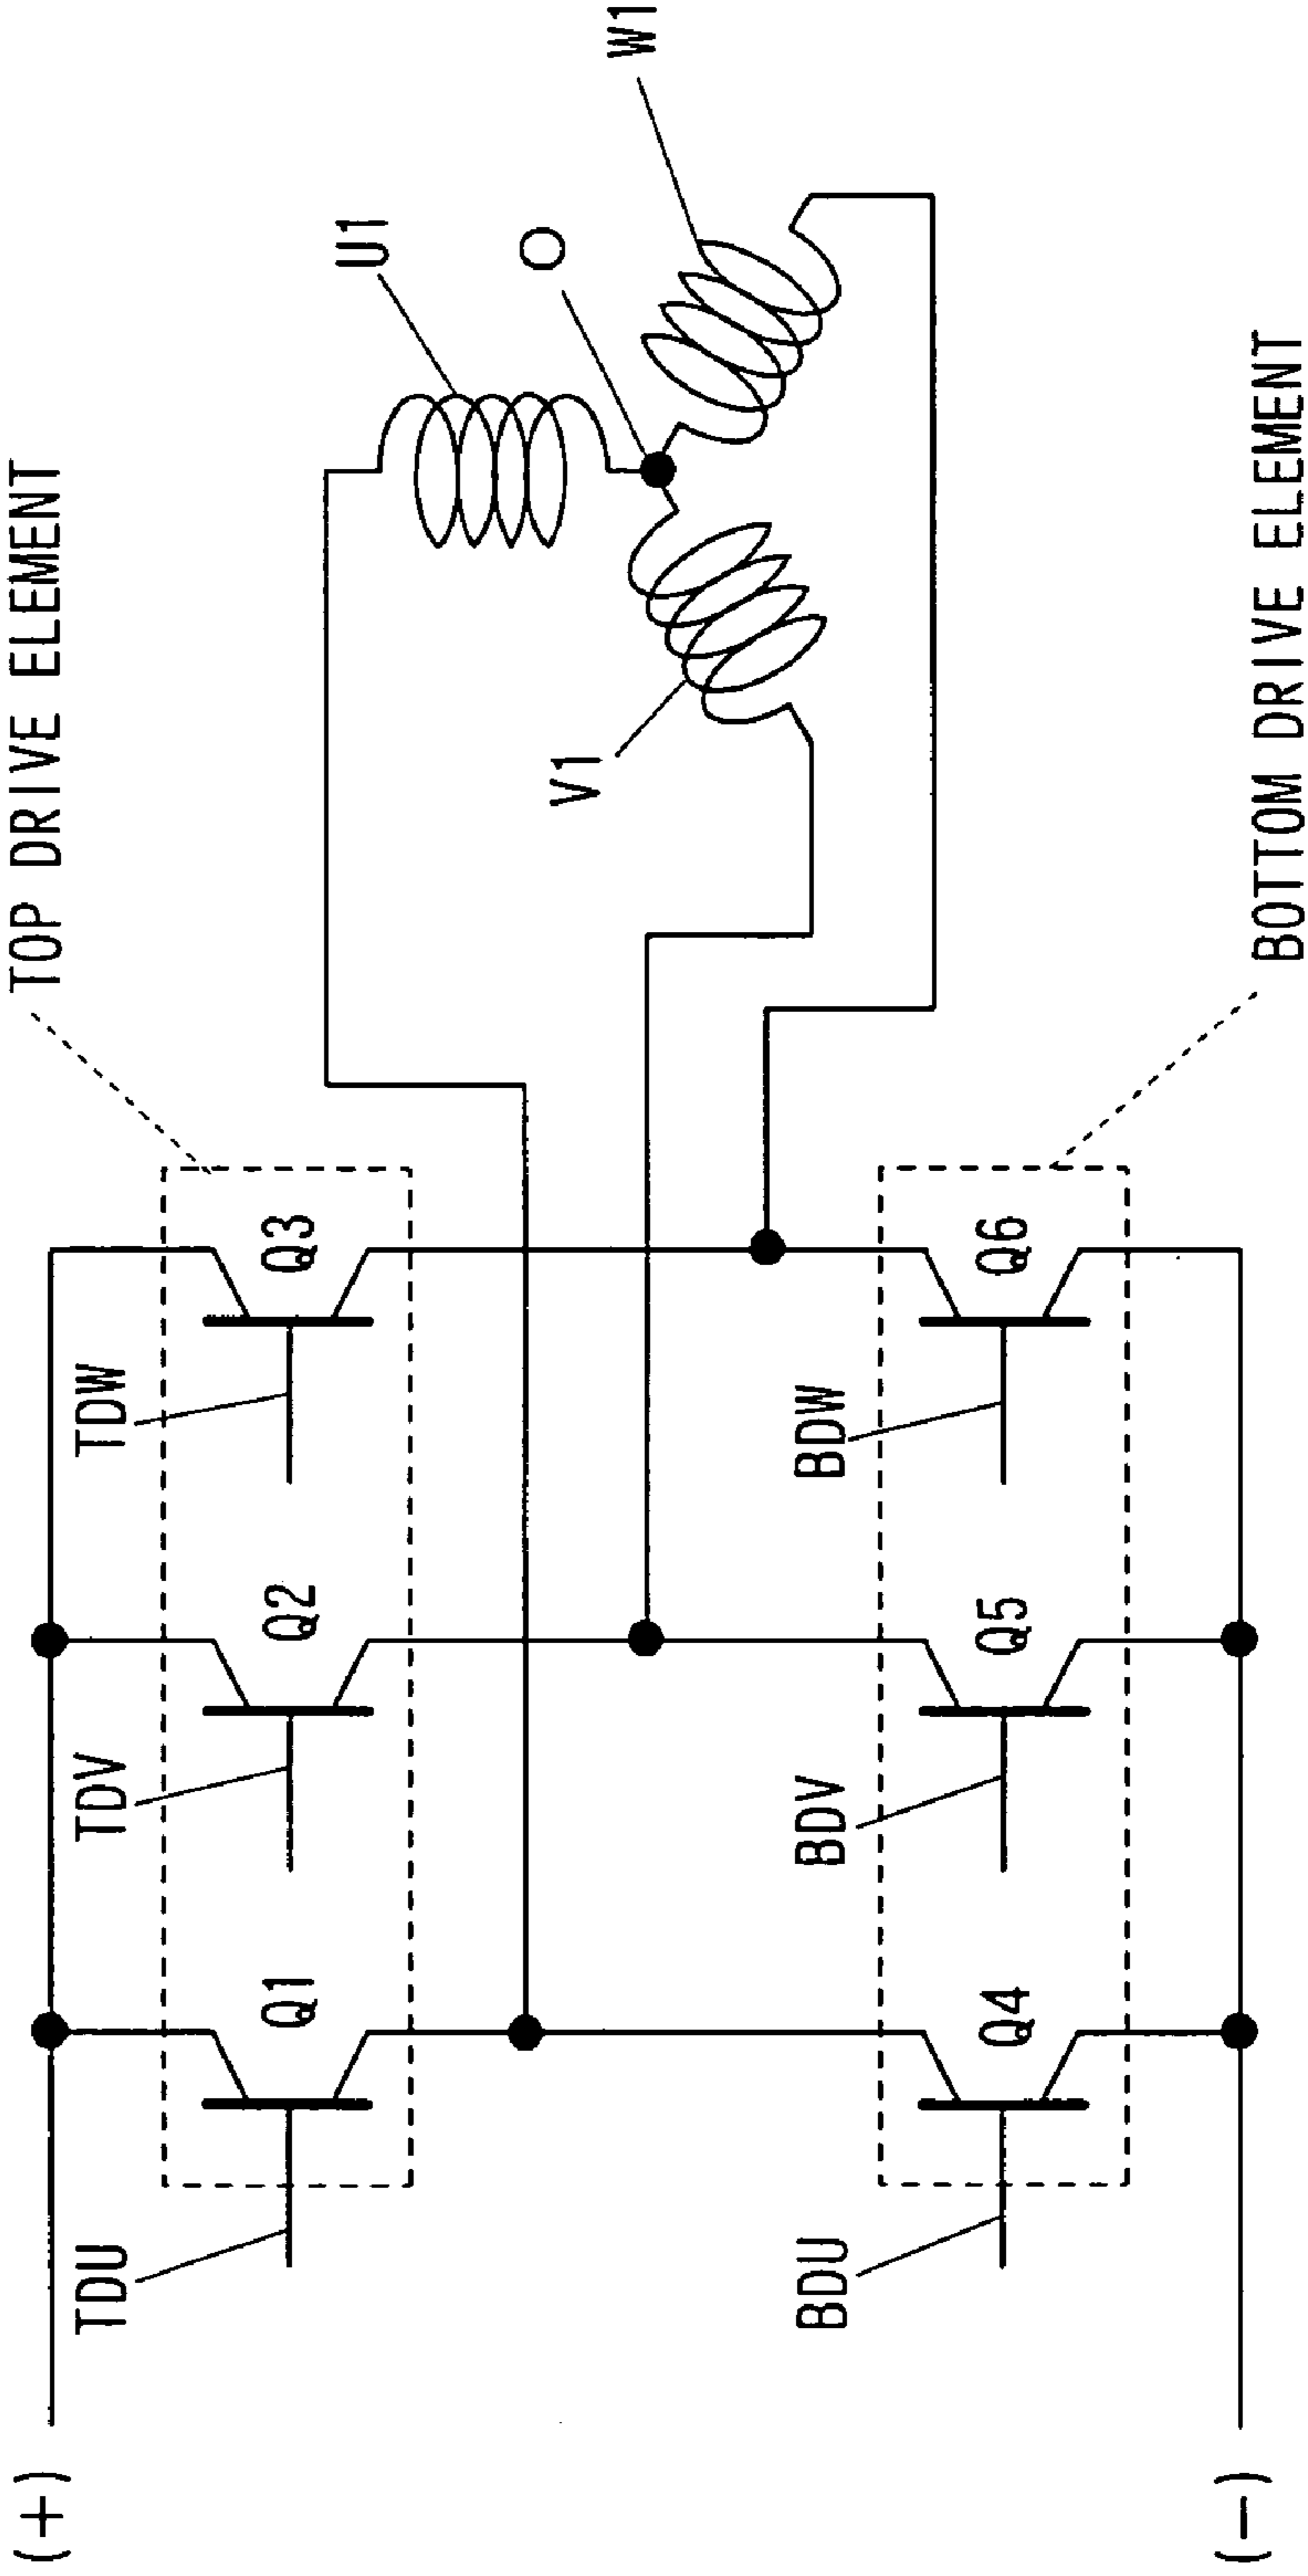 TOP DRIVE ELEMENT
(+)
TDU
TDV
TDW
Q1
Q2
Q3
U1
O
W1
V1
BDU
BDV
BDW
Q4
Q5
Q6
(-)
BOTTOM DRIVE ELEMENT